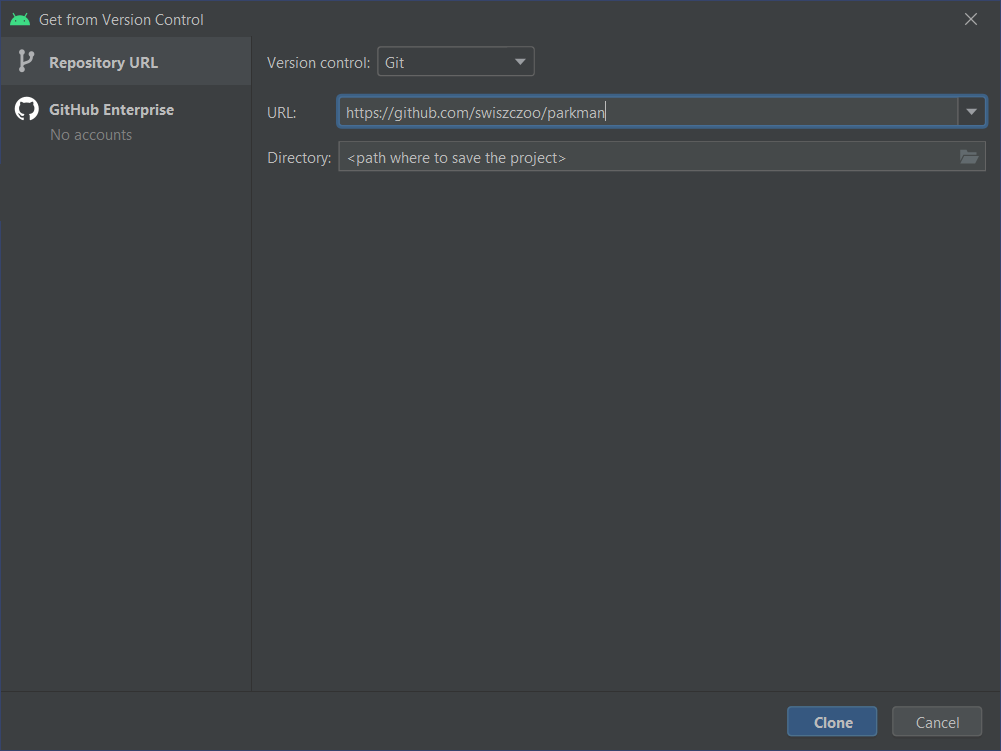 Get from Version Control
Repository URL
GitHub Enterprise
No accounts
Version control: Git
URL: https://github.com/swiszczoo/parkman
Directory: <path where to save the project>
Clone Cancel